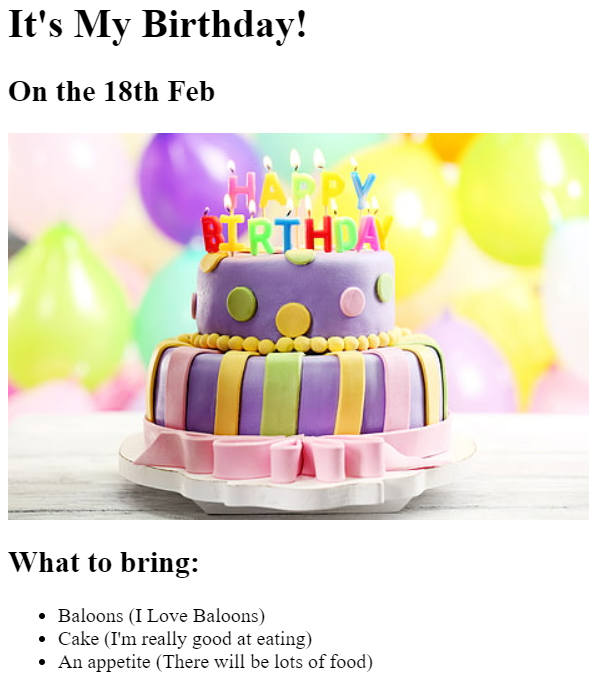 It's My Birthday!
On the 18th Feb
HAPPY
BIRTHDAY
What to bring:
Baloons (I Love Baloons)
Cake (I'm really good at eating)
An appetite (There will be lots of food)